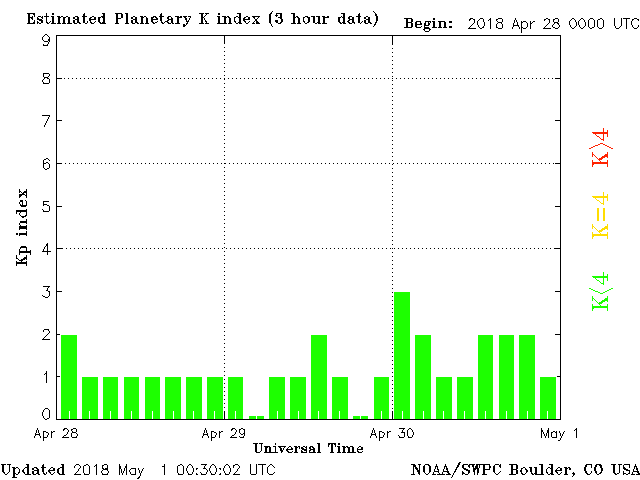 Estimated Planetary K index (3 hour data)
Begin: 2018 Apr 28 0000 UTC
9
8
7
6
5
4
3
2
1
0
Kp index
Apr 28
Apr 29
Apr 30
May 1
Universal Time
K>4
K=4
K<4
Updated 2018 May 1 00:30:02 UTC
NOAA/SWPC Boulder, CO USA